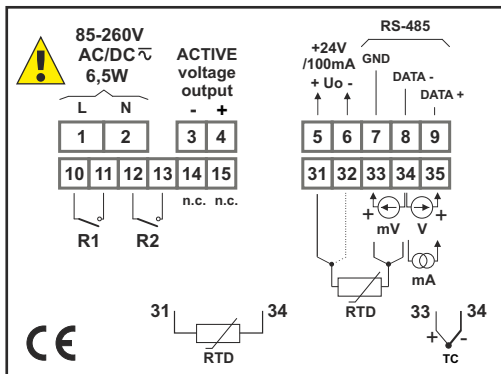 85-260V
AC/DC
6,5W
L N
ACTIVE
voltage
output
- +
1 2 3 4
10 11 12 13 14 15
n.c. n.c.
R1 R2
RS-485
+24V
/100mA
+ Uo -
GND
DATA -
DATA +
5 6 7 8 9
31 32 33 34 35
+ mV V +
mA
RTD
31 34
RTD
33 34
+ -
TC
CE